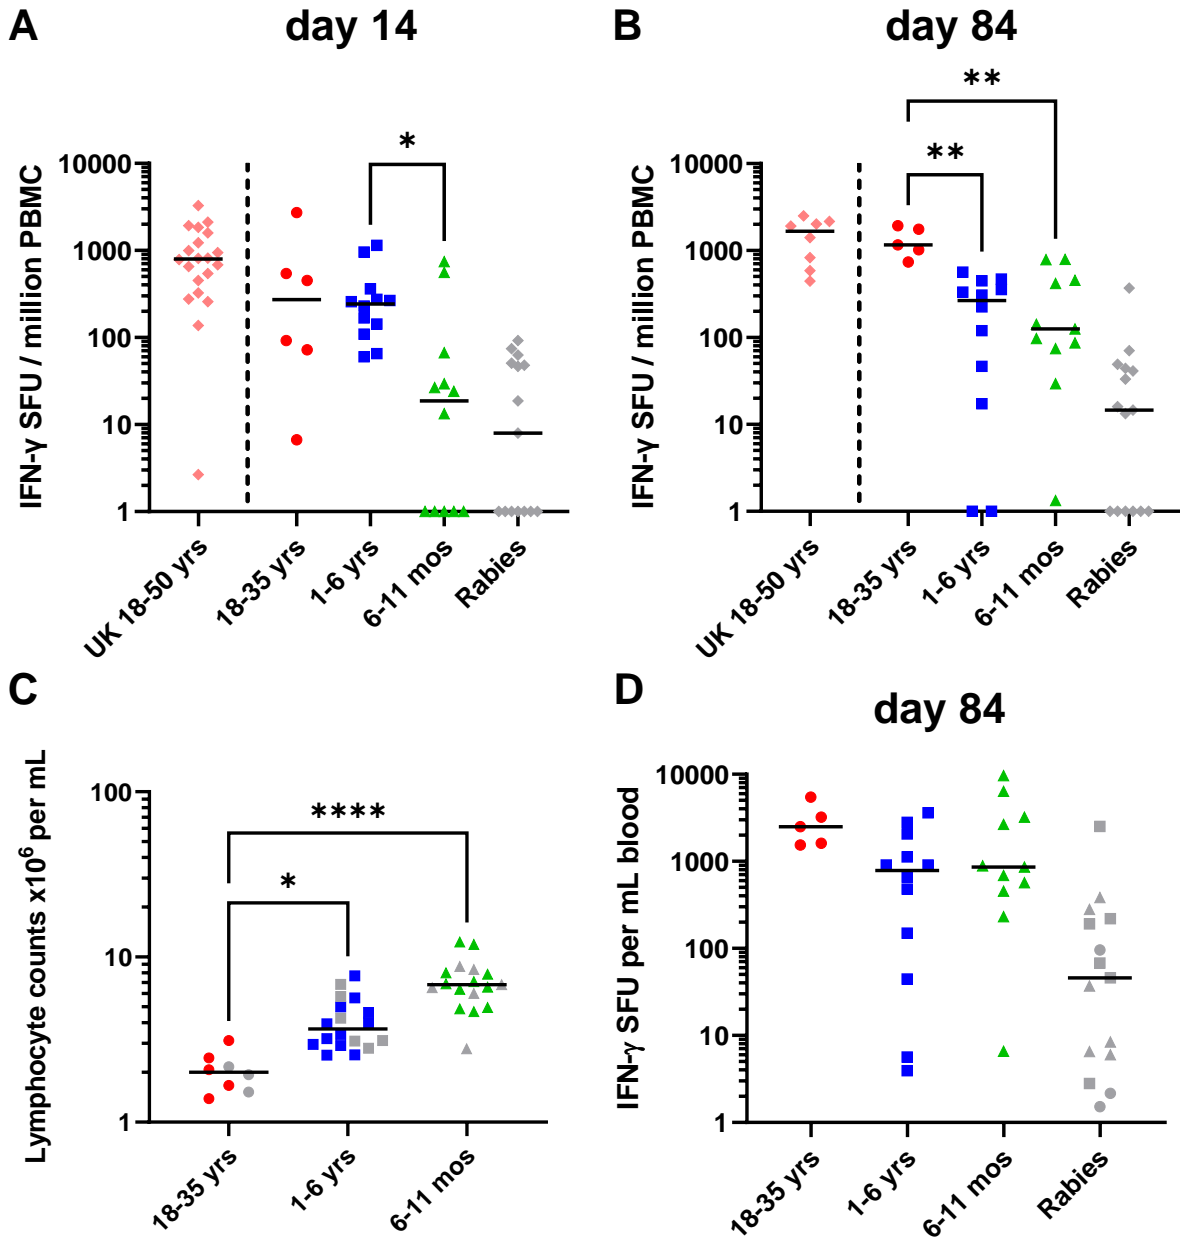 A
day 14
IFN-γ SFU / million PBMC
10000
1000
100
10
1
*
UK 18-50 yrs
18-35 yrs
1-6 yrs
6-11 mos
Rabies
B
day 84
IFN-γ SFU / million PBMC
10000
1000
100
10
1
**
**
UK 18-50 yrs
18-35 yrs
1-6 yrs
6-11 mos
Rabies
C
Lymphocyte counts x10⁶ per mL
100
10
1
****
*
18-35 yrs
1-6 yrs
6-11 mos
D
day 84
IFN-γ SFU per mL blood
10000
1000
100
10
1
18-35 yrs
1-6 yrs
6-11 mos
Rabies